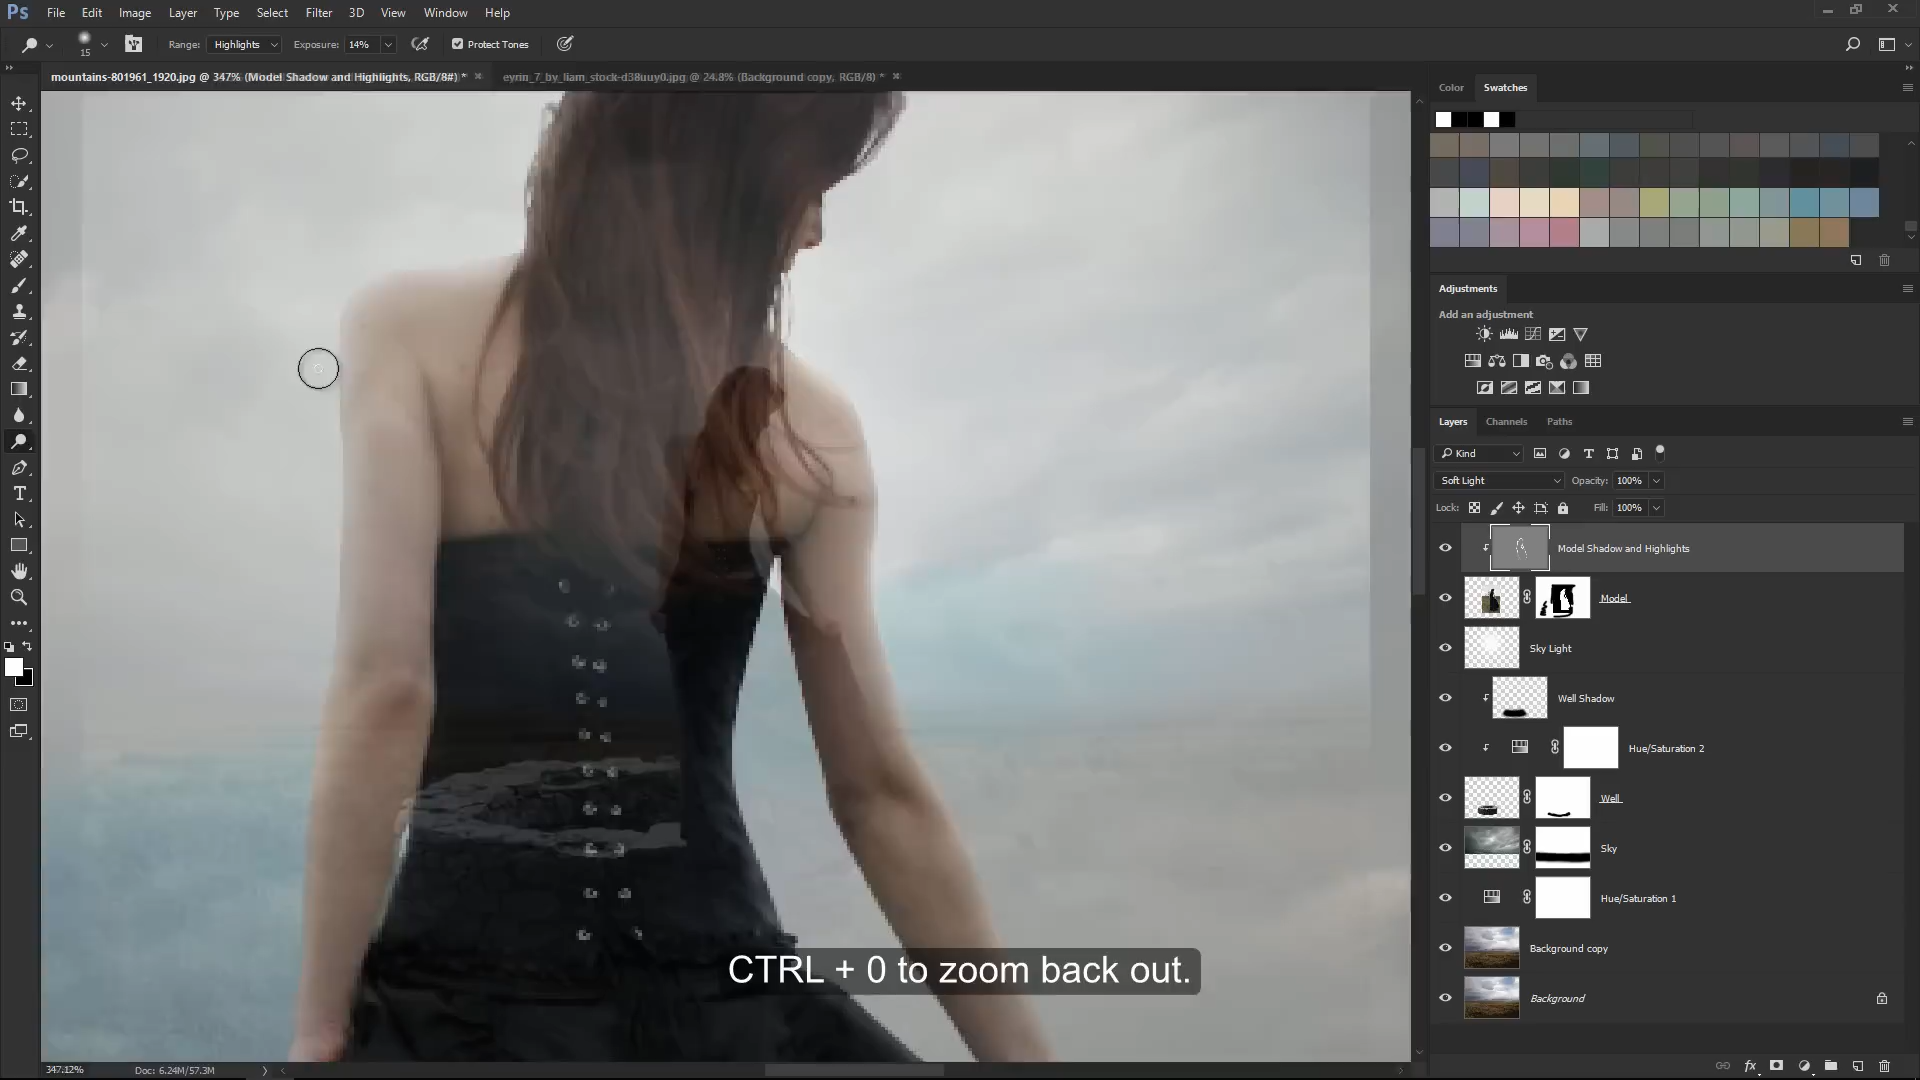 Ps File Edit Image Layer Type Select Filter 3D View Window Help
15 Range: Highlights Exposure: 14% Protect Tones
mountains-801961_1920.jpg @ 347% (Model Shadow and Highlights, RGB/8#) * eyrin_7_by_liam_stock-d38uuy0.jpg @ 24.8% (Background copy, RGB/8) *
Color Swatches
Adjustments
Add an adjustment
Layers Channels Paths
Kind
Soft Light Opacity: 100%
Lock: Fill: 100%
Model Shadow and Highlights
Model
Sky Light
Well Shadow
Hue/Saturation 2
Well
Sky
Hue/Saturation 1
Background copy
Background
CTRL + 0 to zoom back out.
347.12% Doc: 6.24M/57.3M